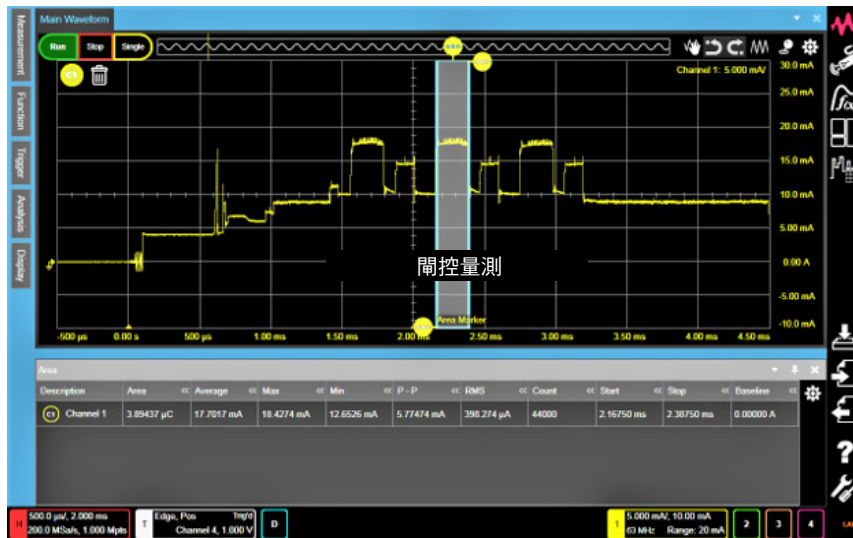 Main Waveform
Measurement
Function
Trigger
Analysis
Display
Run
Stop
Single
C1
Channel 1: 5.000 mA/
30.0 mA
25.0 mA
20.0 mA
15.0 mA
10.0 mA
5.00 mA
0.00 A
-5.00 mA
-10.0 mA
閘控量測
Area Marker
-500 µs 0.00 s 500 µs 1.00 ms 1.50 ms 2.00 2.50 ms 3.00 ms 3.50 ms 4.00 ms 4.50 ms
Area
Description Area Average Max Min P - P RMS Count Start Stop Baseline
C1 Channel 1 3.89437 µC 17.7017 mA 18.4274 mA 12.6526 mA 5.77474 mA 398.274 µA 44000 2.16750 ms 2.38750 ms 0.00000 A
H 500.0 µs/, 2.000 ms
200.0 MSa/s, 1.000 Mpts
T Edge, Pos Trig'd
Channel 4, 1.000 V
D
1 5.000 mA/, 10.00 mA
63 MHz Range: 20 mA
2
3
4